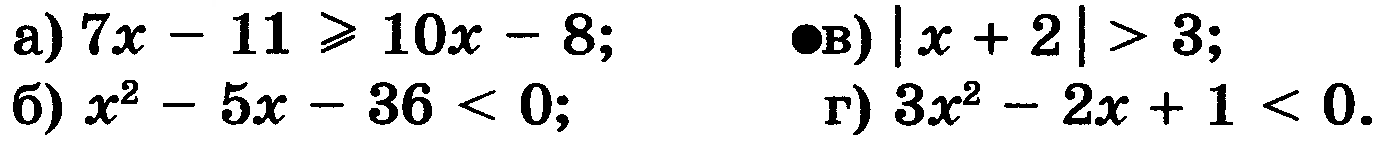 а) 7x − 11 ⩾ 10x − 8; ●в) |x + 2| > 3;
б) x² − 5x − 36 < 0; г) 3x² − 2x + 1 < 0.